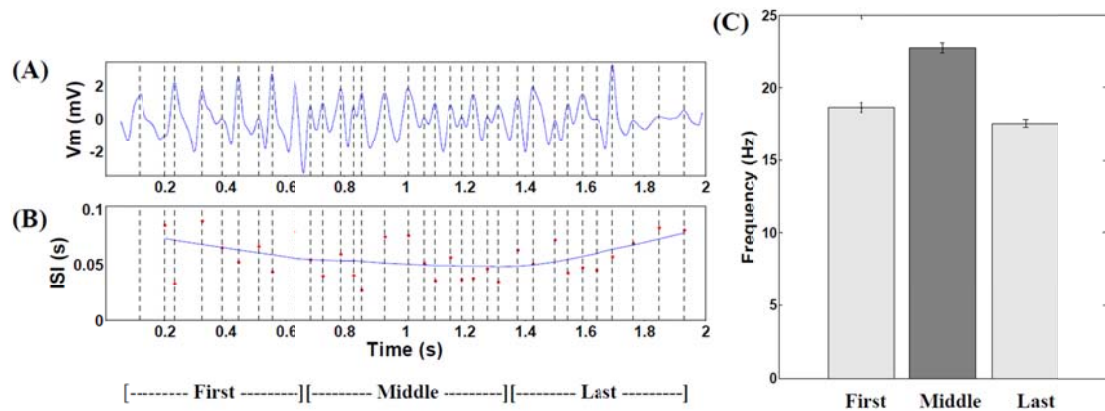 (A)
Vm (mV)
2
0
-2
0.2 0.4 0.6 0.8 1 1.2 1.4 1.6 1.8 2
(B)
ISI (s)
0.1
0.05
0
0.2 0.4 0.6 0.8 1 1.2 1.4 1.6 1.8 2
Time (s)
[--------- First ---------][----------- Middle -----------][----------- Last -----------]
(C)
Frequency (Hz)
25
20
15
10
5
0
First Middle Last